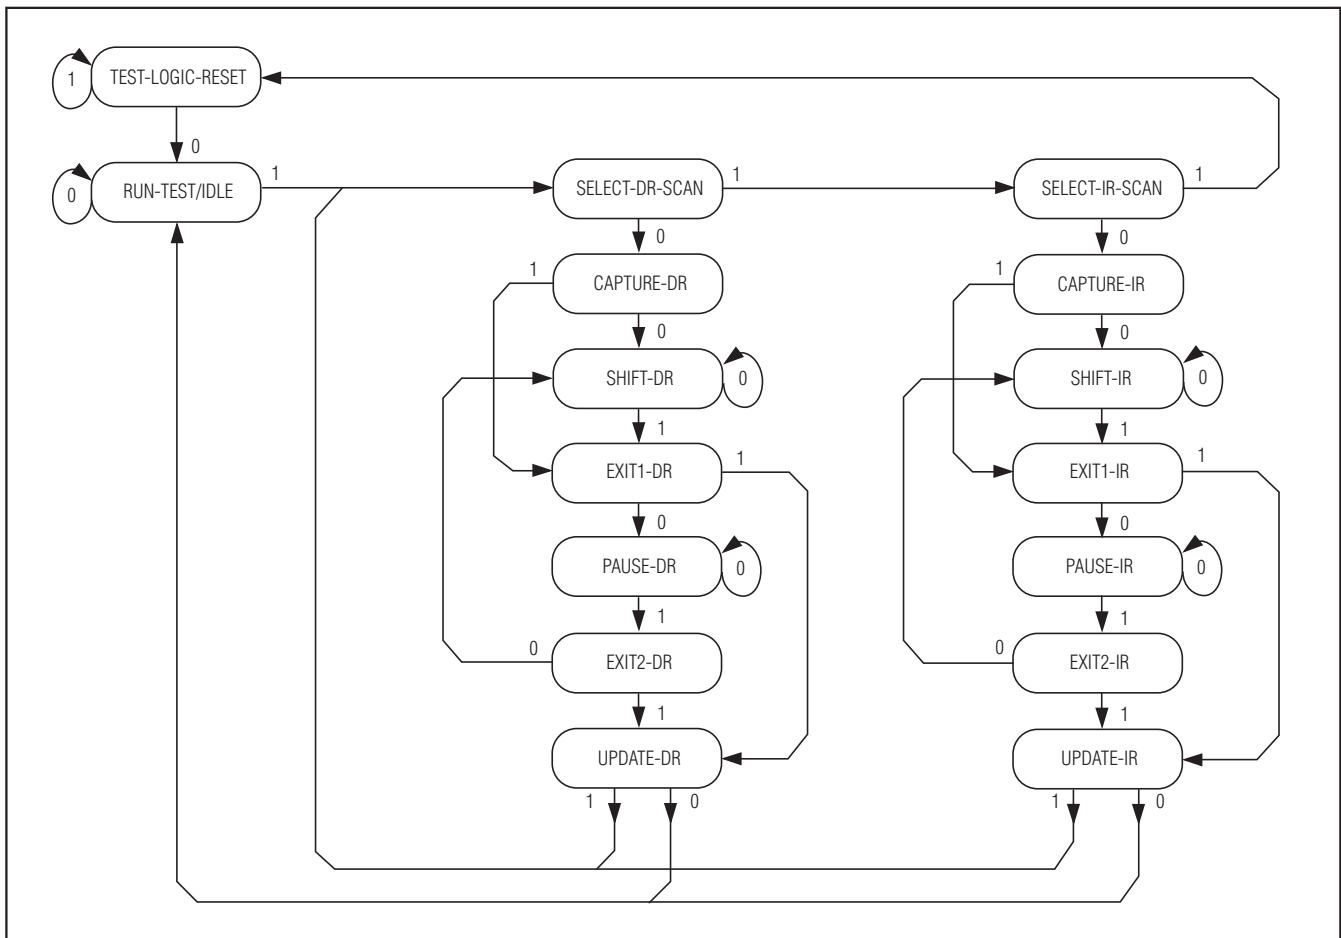 TEST-LOGIC-RESET
1
0
RUN-TEST/IDLE
0
1
SELECT-DR-SCAN
1
SELECT-IR-SCAN
1
0
0
CAPTURE-DR
1
CAPTURE-IR
1
0
0
SHIFT-DR
0
SHIFT-IR
0
1
1
EXIT1-DR
1
EXIT1-IR
1
0
0
PAUSE-DR
0
PAUSE-IR
0
1
1
EXIT2-DR
0
EXIT2-IR
0
1
1
UPDATE-DR
UPDATE-IR
1
0
1
0